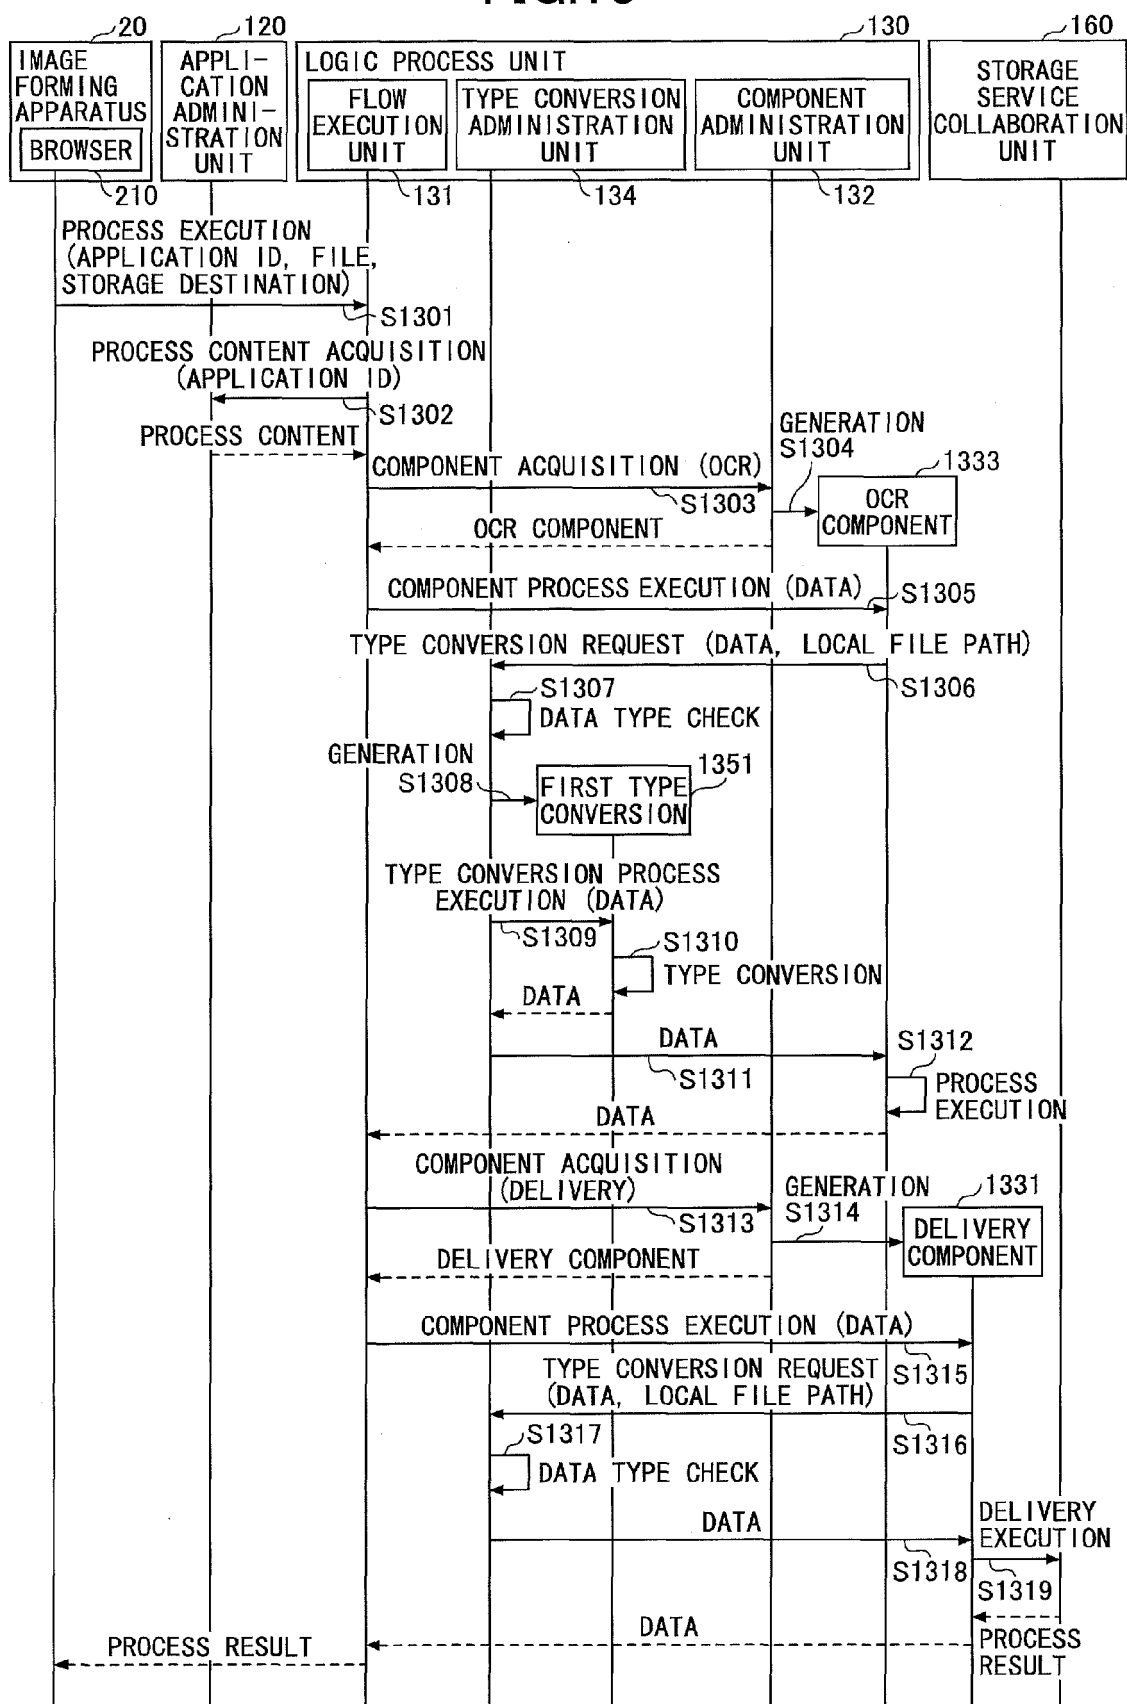 20
120
130
160
IMAGE
FORMING
APPARATUS
BROWSER
210
APPLI-
CATION
ADMINI-
STRATION
UNIT
LOGIC PROCESS UNIT
FLOW
EXECUTION
UNIT
131
TYPE CONVERSION
ADMINISTRATION
UNIT
134
COMPONENT
ADMINISTRATION
UNIT
132
STORAGE
SERVICE
COLLABORATION
UNIT
PROCESS EXECUTION
(APPLICATION ID, FILE,
STORAGE DESTINATION)
S1301
PROCESS CONTENT ACQUISITION
(APPLICATION ID)
S1302
PROCESS CONTENT
COMPONENT ACQUISITION (OCR)
S1303
GENERATION
S1304
1333
OCR
COMPONENT
OCR COMPONENT
COMPONENT PROCESS EXECUTION (DATA)
S1305
TYPE CONVERSION REQUEST (DATA, LOCAL FILE PATH)
S1306
S1307
DATA TYPE CHECK
GENERATION
S1308
1351
FIRST TYPE
CONVERSION
TYPE CONVERSION PROCESS
EXECUTION (DATA)
S1309
S1310
TYPE CONVERSION
DATA
DATA
S1311
S1312
PROCESS
EXECUTION
DATA
COMPONENT ACQUISITION
(DELIVERY)
S1313
GENERATION
S1314
1331
DELIVERY
COMPONENT
DELIVERY COMPONENT
COMPONENT PROCESS EXECUTION (DATA)
S1315
TYPE CONVERSION REQUEST
(DATA, LOCAL FILE PATH)
S1316
S1317
DATA TYPE CHECK
DATA
S1318
DELIVERY
EXECUTION
S1319
DATA
PROCESS
RESULT
PROCESS RESULT